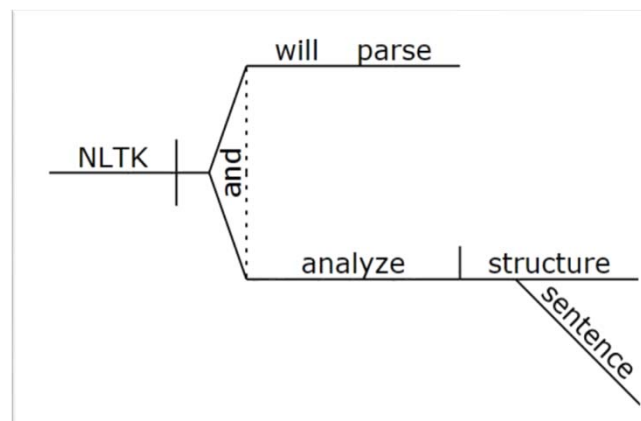 will parse
NLTK
and
analyze structure
sentence